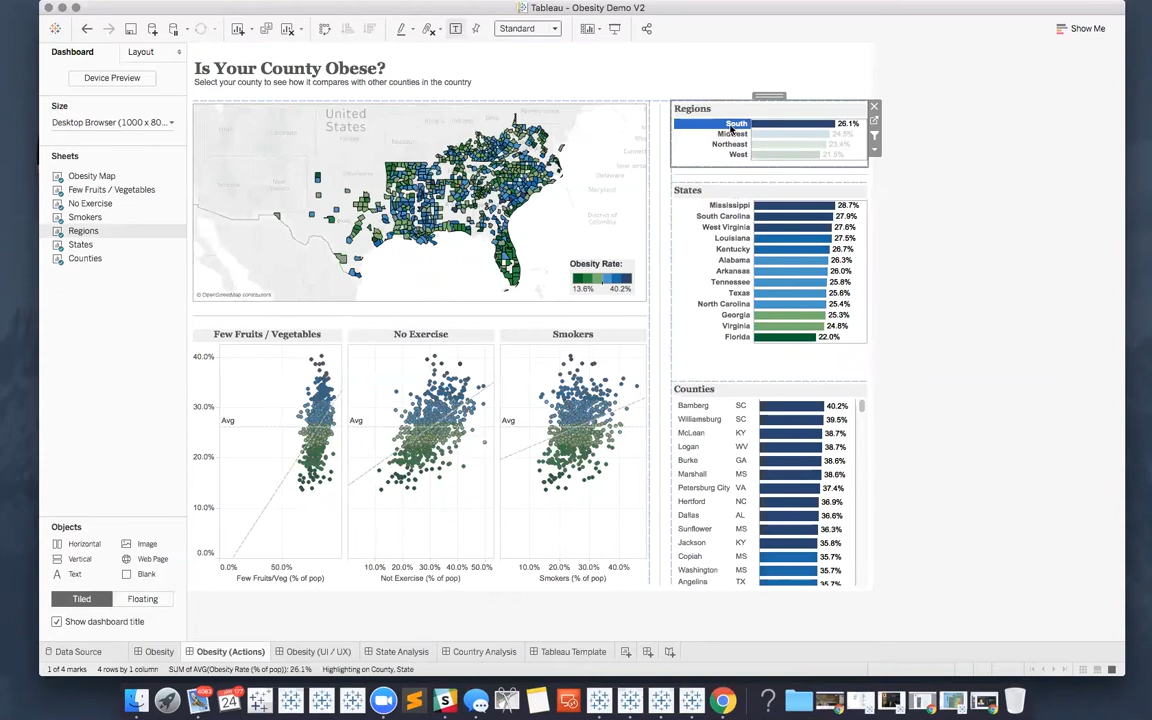 Tableau - Obesity Demo V2
Standard
Show Me
Dashboard
Layout
Device Preview
Size
Desktop Browser (1000 x 80...
Sheets
Obesity Map
Few Fruits / Vegetables
No Exercise
Smokers
Regions
States
Counties
Objects
Horizontal
Image
Vertical
Web Page
Text
Blank
Tiled
Floating
Show dashboard title
Is Your County Obese?
Select your county to see how it compares with other counties in the country
United
States
Obesity Rate:
13.6%
40.2%
© OpenStreetMap contributors
Few Fruits / Vegetables
No Exercise
Smokers
40.0%
30.0%
20.0%
10.0%
0.0%
Avg
Avg
Avg
0.0%
50.0%
10.0% 20.0% 30.0% 40.0% 50.0%
10.0% 20.0% 30.0% 40.0%
Few Fruits/Veg (% of pop)
Not Exercise (% of pop)
Smokers (% of pop)
Regions
South 26.1%
Midwest 24.5%
Northeast 23.4%
West 21.5%
States
Mississippi 28.7%
South Carolina 27.9%
West Virginia 27.6%
Louisiana 27.5%
Kentucky 26.7%
Alabama 26.3%
Arkansas 26.0%
Tennessee 25.8%
Texas 25.6%
North Carolina 25.4%
Georgia 25.3%
Virginia 24.8%
Florida 22.0%
Counties
Bamberg SC 40.2%
Williamsburg SC 39.5%
McLean KY 38.7%
Logan WV 38.7%
Burke GA 38.6%
Marshall MS 38.6%
Petersburg City VA 37.4%
Hertford NC 36.9%
Dallas AL 36.6%
Sunflower MS 36.3%
Jackson KY 35.8%
Copiah MS 35.7%
Washington MS 35.7%
Angelina TX 35.7%
Data Source
Obesity
Obesity (Actions)
Obesity (UI / UX)
State Analysis
Country Analysis
Tableau Template
1 of 4 marks
4 rows by 1 column
SUM of AVG(Obesity Rate (% of pop)): 26.1%
Highlighting on County, State